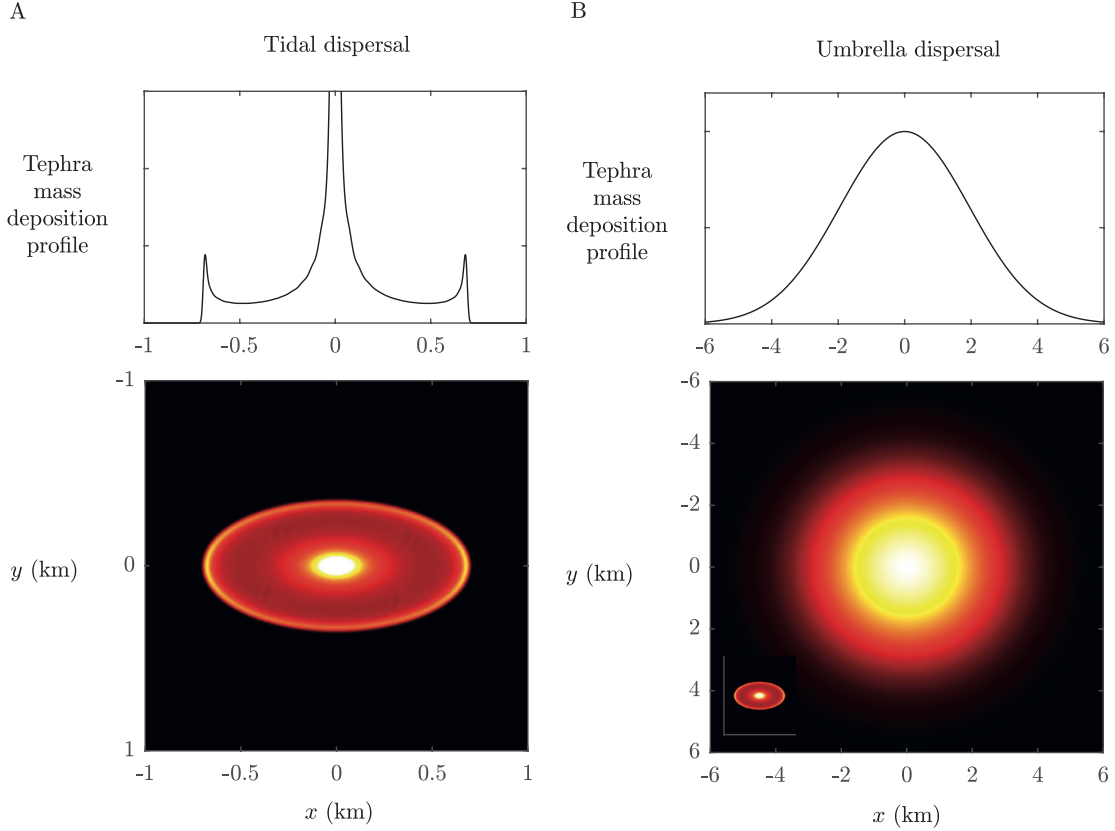 A
Tidal dispersal
Tephra
mass
deposition
profile
-1 -0.5 0 0.5 1
-1
0
1
y (km)
-1 -0.5 0 0.5 1
x (km)
B
Umbrella dispersal
Tephra
mass
deposition
profile
-6 -4 -2 0 2 4 6
-6
-4
-2
0
2
4
6
y (km)
-6 -4 -2 0 2 4 6
x (km)